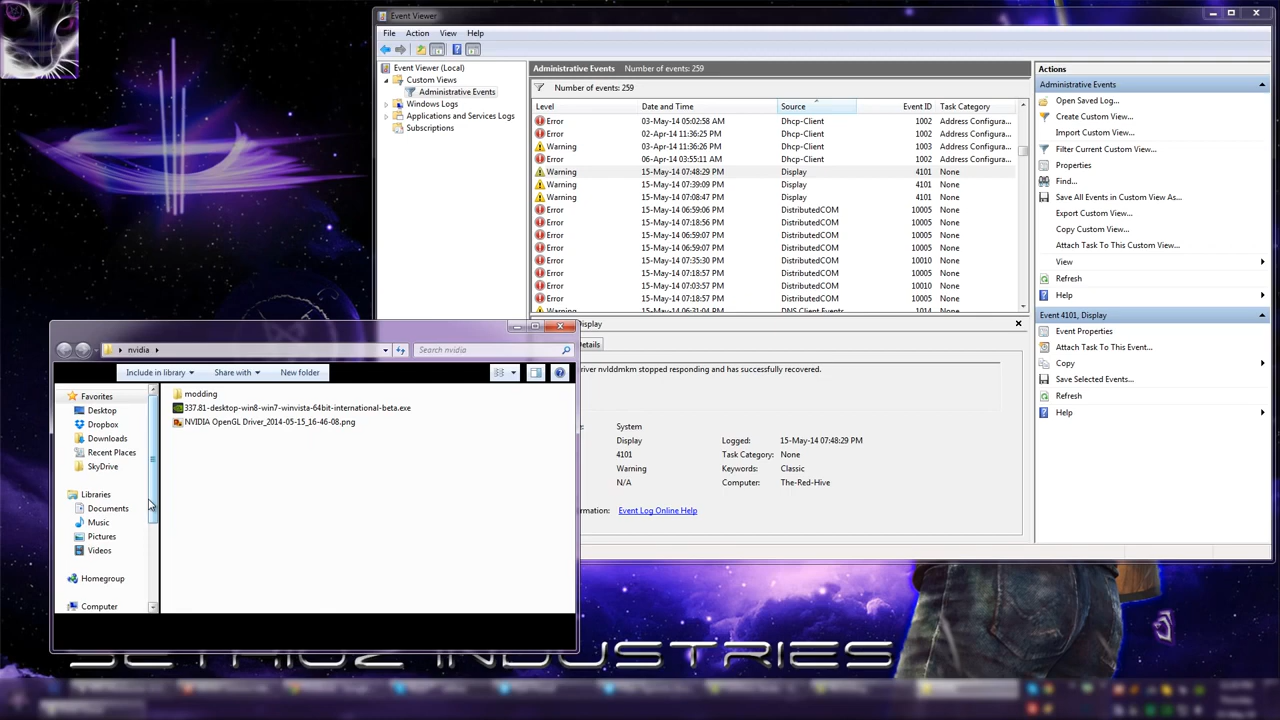 Event Viewer
File Action View Help
Event Viewer (Local)
Custom Views
Administrative Events
Windows Logs
Applications and Services Logs
Subscriptions
Administrative Events Number of events: 259
Number of events: 259
Level Date and Time Source Event ID Task Category
Error 03-May-14 05:02:58 AM Dhcp-Client 1002 Address Configura...
Error 02-Apr-14 11:36:25 PM Dhcp-Client 1002 Address Configura...
Warning 02-Apr-14 11:36:26 PM Dhcp-Client 1003 Address Configura...
Error 06-Apr-14 03:55:11 AM Dhcp-Client 1002 Address Configura...
Warning 15-May-14 07:48:29 PM Display 4101 None
Warning 15-May-14 07:39:09 PM Display 4101 None
Warning 15-May-14 07:08:47 PM Display 4101 None
Error 15-May-14 06:59:06 PM DistributedCOM 10005 None
Error 15-May-14 07:18:56 PM DistributedCOM 10005 None
Error 15-May-14 06:59:07 PM DistributedCOM 10005 None
Error 15-May-14 06:59:07 PM DistributedCOM 10005 None
Error 15-May-14 07:35:30 PM DistributedCOM 10010 None
Error 15-May-14 07:18:57 PM DistributedCOM 10005 None
Error 15-May-14 07:03:57 PM DistributedCOM 10010 None
Error 15-May-14 07:18:57 PM DistributedCOM 10005 None
Warning 15-May-14 06:31:04 PM DNS Client Events 1014 None
Display
etails
river nvlddmkm stopped responding and has successfully recovered.
e: System
Display Logged: 15-May-14 07:48:29 PM
4101 Task Category: None
Warning Keywords: Classic
N/A Computer: The-Red-Hive
rmation: Event Log Online Help
Actions
Administrative Events
Open Saved Log...
Create Custom View...
Import Custom View...
Filter Current Custom View...
Properties
Find...
Save All Events in Custom View As...
Export Custom View...
Copy Custom View...
Attach Task To This Custom View...
View
Refresh
Help
Event 4101, Display
Event Properties
Attach Task To This Event...
Copy
Save Selected Events...
Refresh
Help
nvidia
Search nvidia
Include in library Share with New folder
Favorites
Desktop
Dropbox
Downloads
Recent Places
SkyDrive
Libraries
Documents
Music
Pictures
Videos
Homegroup
Computer
modding
337.81-desktop-win8-win7-winvista-64bit-international-beta.exe
NVIDIA OpenGL Driver_2014-05-15_16-46-08.png
INDUSTRIES